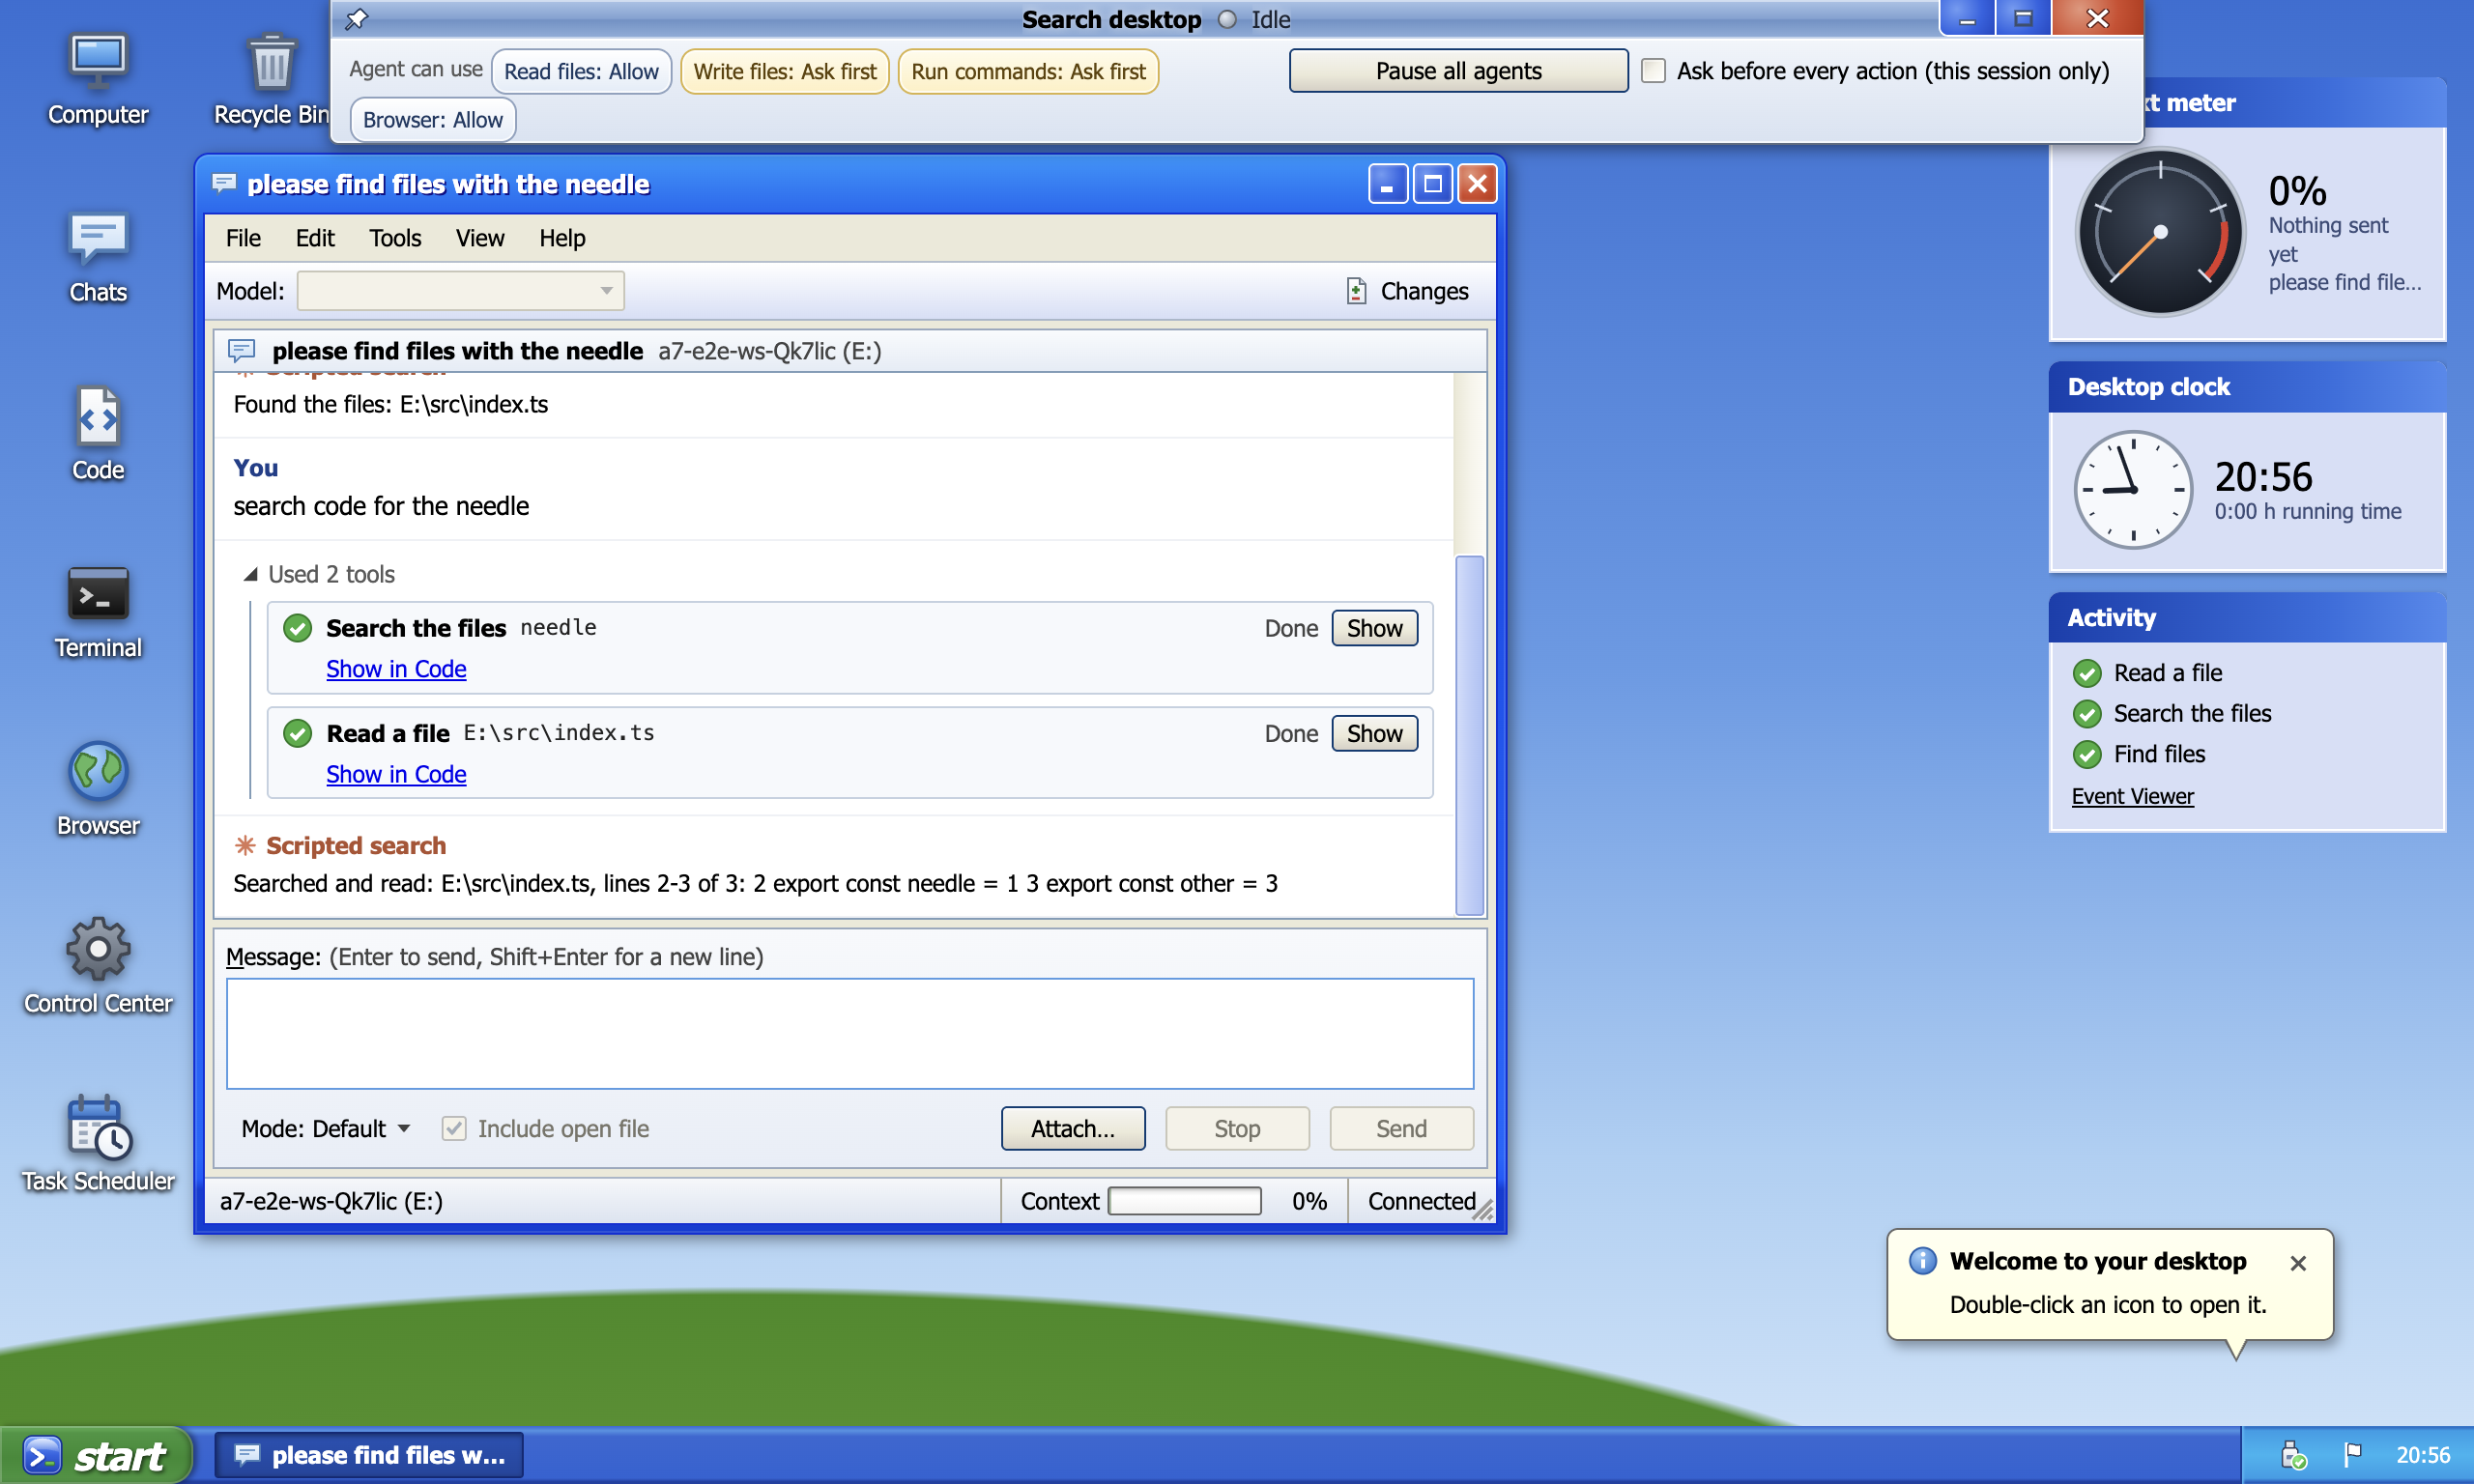 Search desktop Idle
Agent can use Read files: Allow Write files: Ask first Run commands: Ask first
Browser: Allow
Pause all agents Ask before every action (this session only)
Computer
Recycle Bin
Chats
Code
Terminal
Browser
Control Center
Task Scheduler
please find files with the needle
File Edit Tools View Help
Model:
Changes
please find files with the needle a7-e2e-ws-Qk7lic (E:)
Scripted search
Found the files: E:\src\index.ts
You
search code for the needle
Used 2 tools
Search the files needle Done Show
Show in Code
Read a file E:\src\index.ts Done Show
Show in Code
Scripted search
Searched and read: E:\src\index.ts, lines 2-3 of 3: 2 export const needle = 1 3 export const other = 3
Message: (Enter to send, Shift+Enter for a new line)
Mode: Default Include open file Attach... Stop Send
a7-e2e-ws-Qk7lic (E:) Context 0% Connected
meter
0%
Nothing sent
yet
please find file...
Desktop clock
20:56
0:00 h running time
Activity
Read a file
Search the files
Find files
Event Viewer
Welcome to your desktop
Double-click an icon to open it.
start please find files w... 20:56